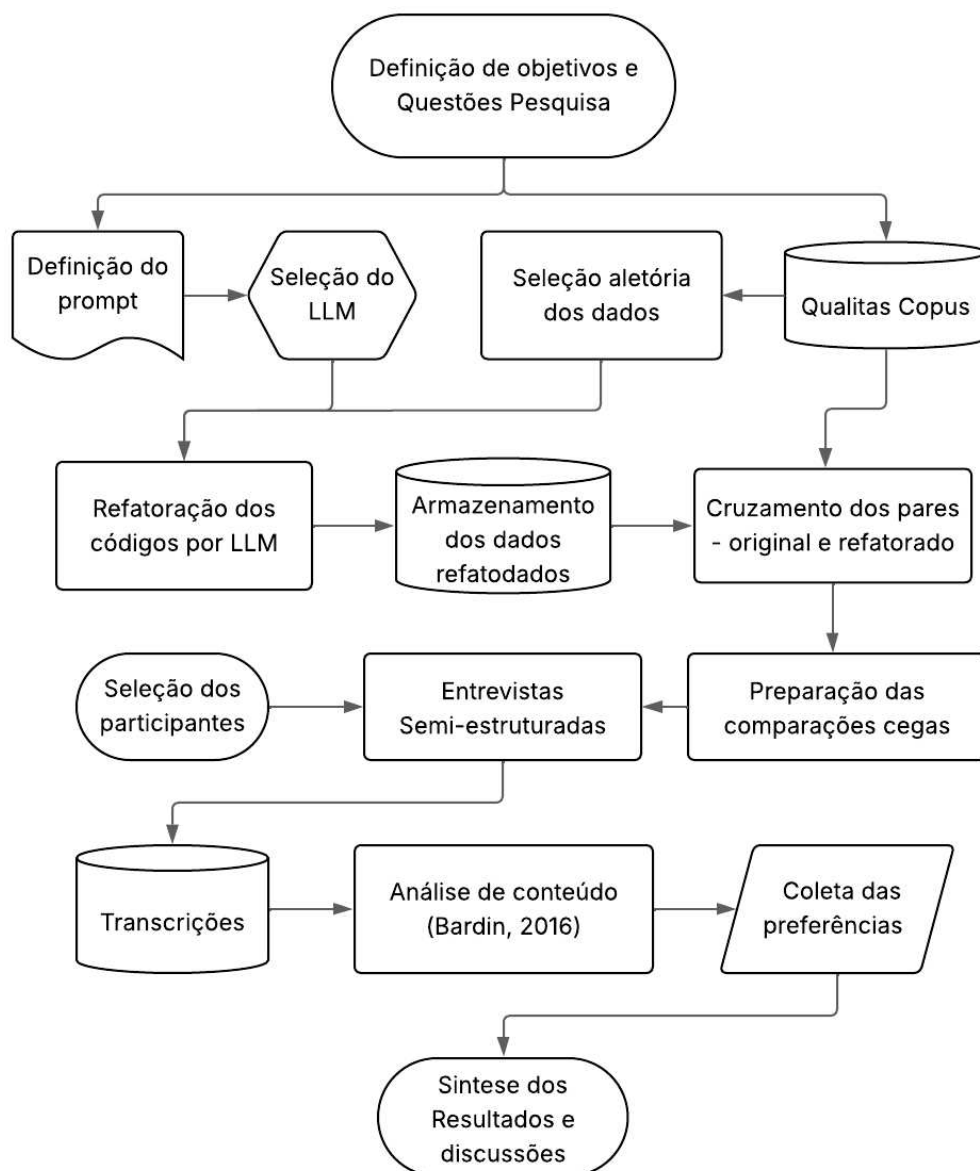 Definição de objetivos e
Questões Pesquisa
Definição do
prompt
Seleção do
LLM
Seleção aletória
dos dados
Qualitas Copus
Refatoração dos
códigos por LLM
Armazenamento
dos dados
refatodados
Cruzamento dos pares
- original e refatorado
Seleção dos
participantes
Entrevistas
Semi-estruturadas
Preparação das
comparações cegas
Transcrições
Análise de conteúdo
(Bardin, 2016)
Coleta das
preferências
Sintese dos
Resultados e
discussões